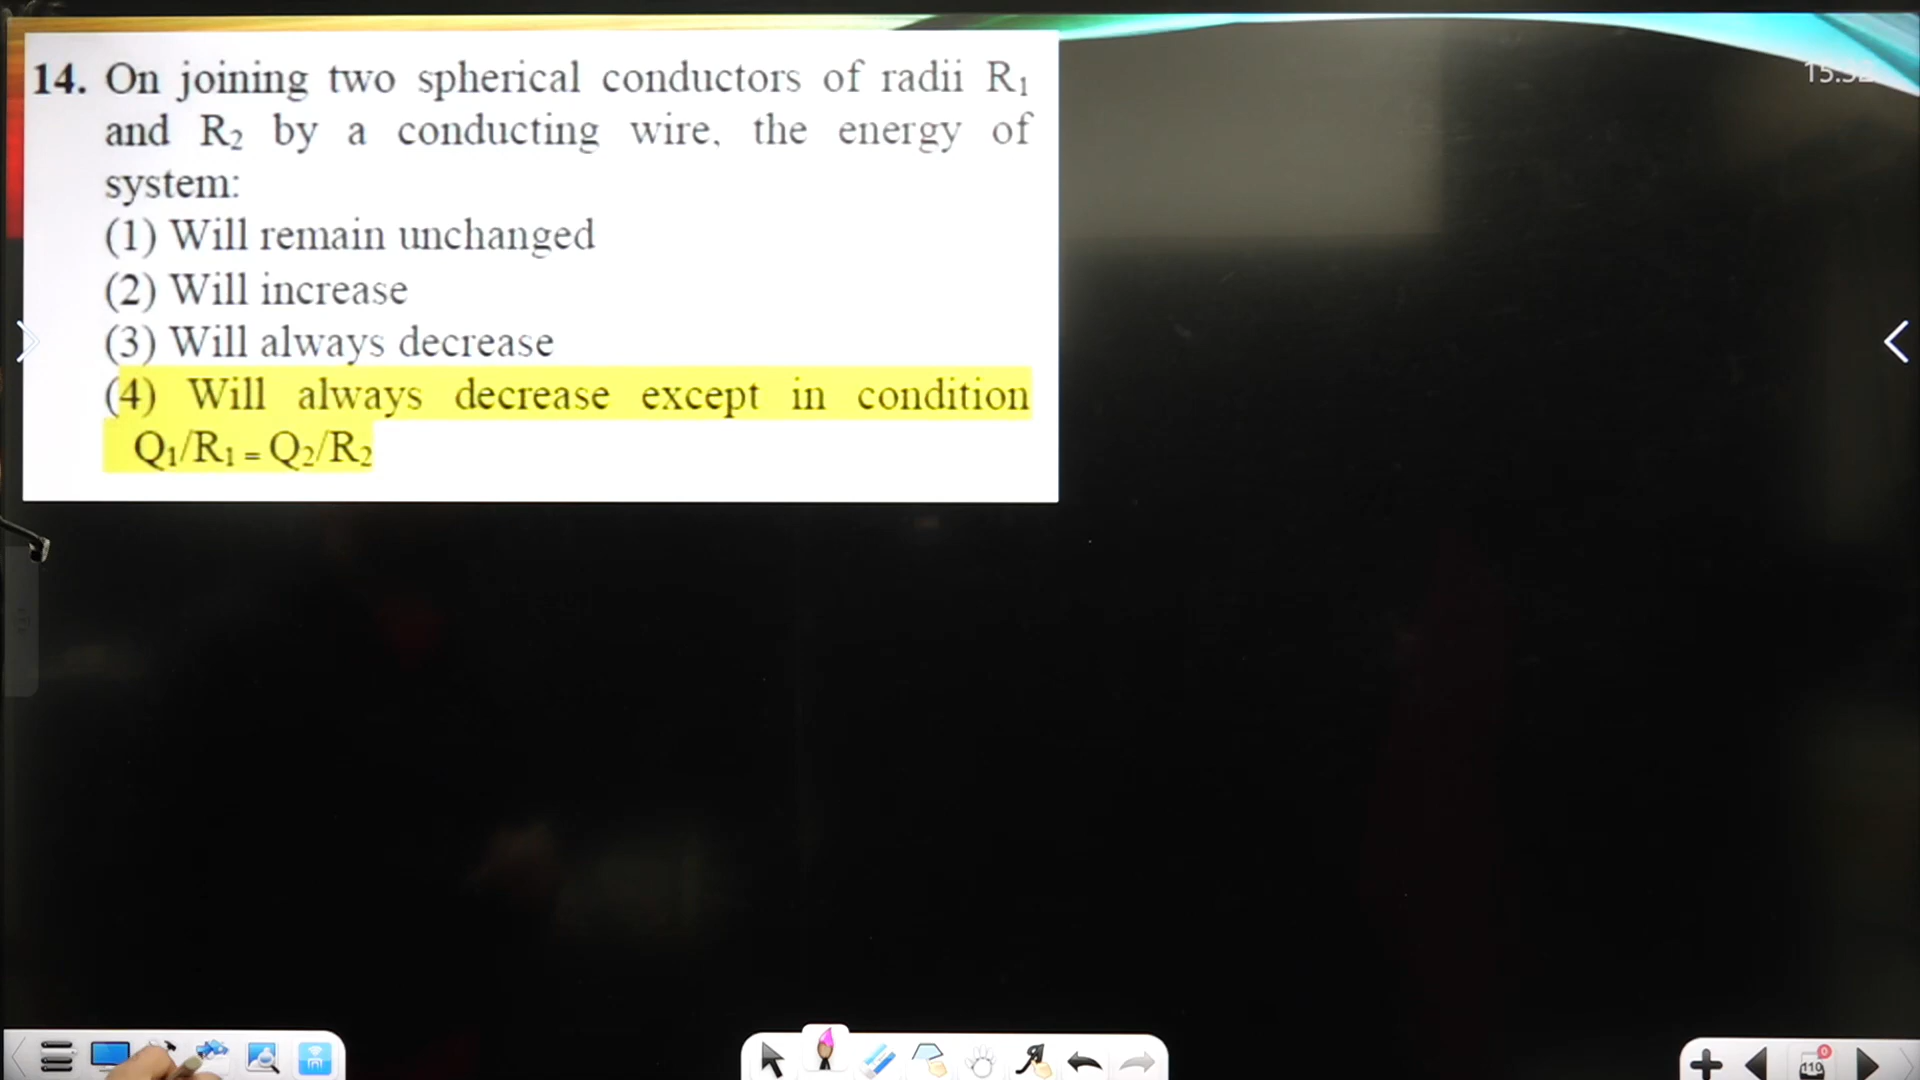 14. On joining two spherical conductors of radii R₁
and R₂ by a conducting wire, the energy of
system:
(1) Will remain unchanged
(2) Will increase
(3) Will always decrease
(4) Will always decrease except in condition
Q₁/R₁ = Q₂/R₂
0
110